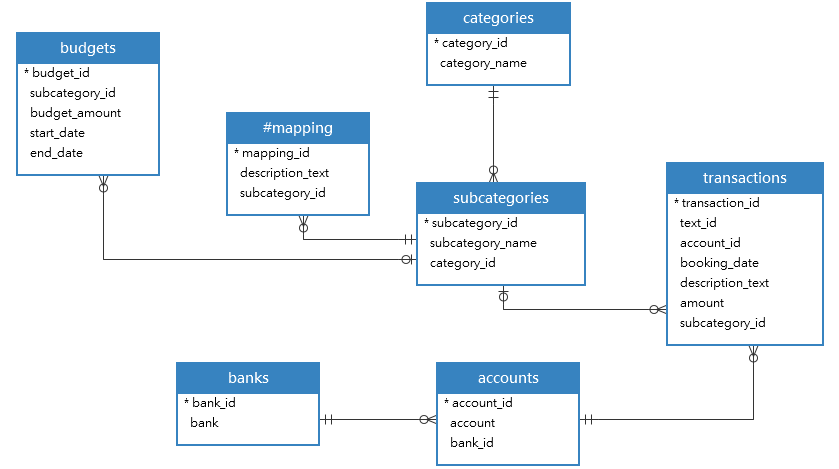 categories
* category_id
category_name
budgets
* budget_id
subcategory_id
budget_amount
start_date
end_date
#mapping
* mapping_id
description_text
subcategory_id
subcategories
* subcategory_id
subcategory_name
category_id
transactions
* transaction_id
text_id
account_id
booking_date
description_text
amount
subcategory_id
banks
* bank_id
bank
accounts
* account_id
account
bank_id